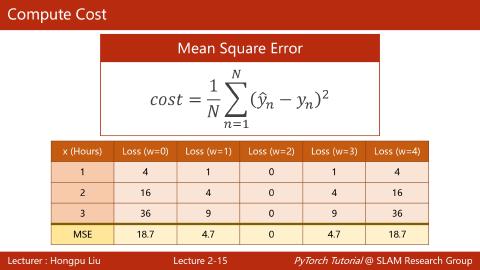 Compute Cost
Mean Square Error
cost = \frac{1}{N} \sum_{n=1}^{N} (\hat{y}_n - y_n)^2
x (Hours) Loss (w=0) Loss (w=1) Loss (w=2) Loss (w=3) Loss (w=4)
1 4 1 0 1 4
2 16 4 0 4 16
3 36 9 0 9 36
MSE 18.7 4.7 0 4.7 18.7
Lecturer : Hongpu Liu Lecture 2-15 PyTorch Tutorial @ SLAM Research Group